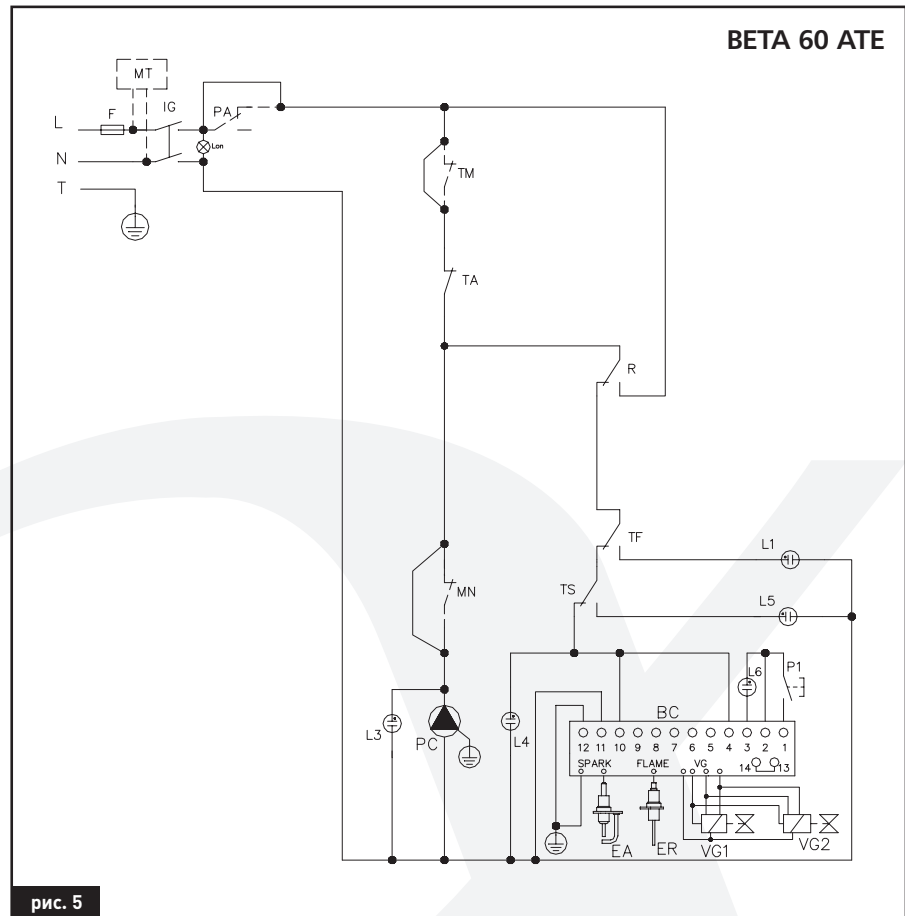 BETA 60 ATE
MT
F
IG
PA
L
Lon
N
T
TM
TA
R
TF
L1
TS
L5
MN
L6
P1
L3
PC
L4
BC
12 11 10 9 8 7 6 5 4 3 2 1
SPARK FLAME VG 14 13
EA
ER
VG1
VG2
рис. 5